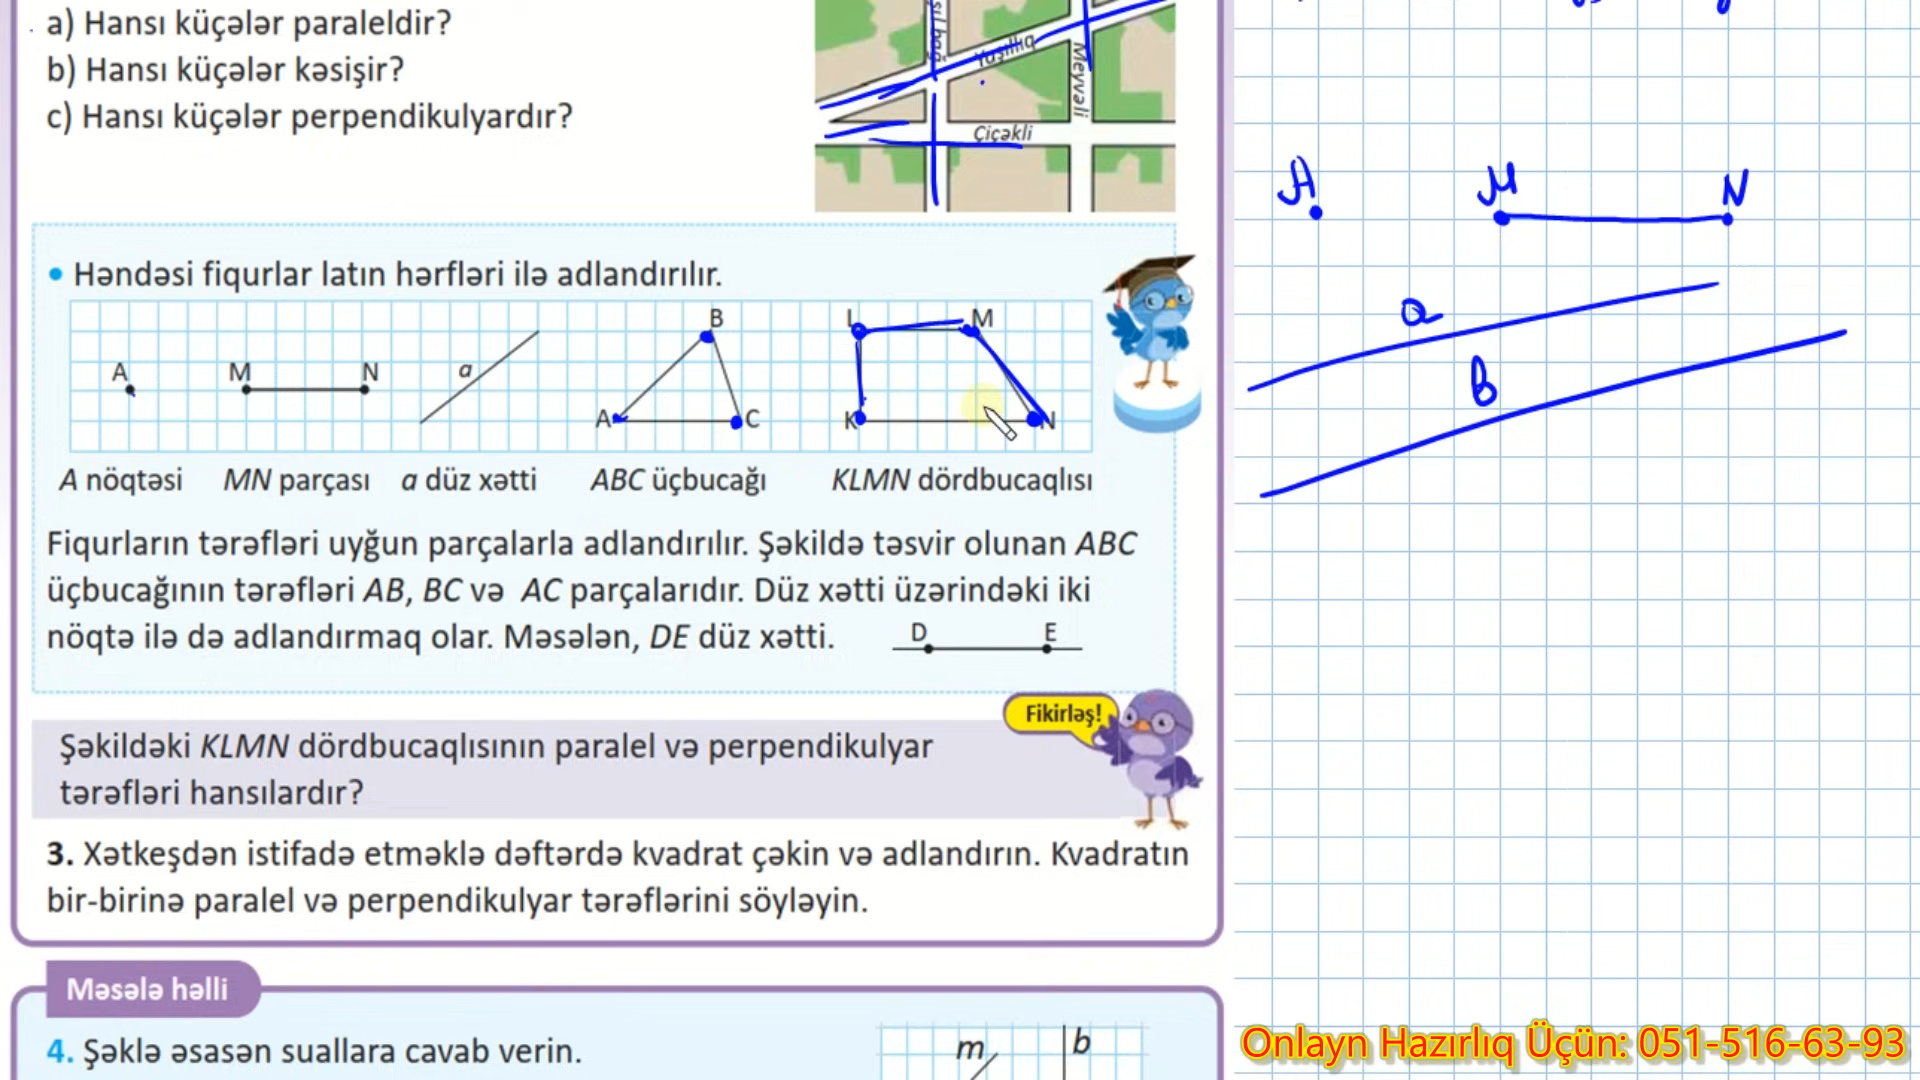 a) Hansı küçələr paraleldir?
b) Hansı küçələr kəsişir?
c) Hansı küçələr perpendikulyardır?
Yaşıllıq
Meyvəli
Çiçəkli
• Həndəsi fiqurlar latın hərfləri ilə adlandırılır.
A
M N
a
B
A C
L M
K N
A nöqtəsi MN parçası a düz xətti ABC üçbucağı KLMN dördbucaqlısı
Fiqurların tərəfləri uyğun parçalarla adlandırılır. Şəkildə təsvir olunan ABC
üçbucağının tərəfləri AB, BC və AC parçalarıdır. Düz xətti üzərindəki iki
nöqtə ilə də adlandırmaq olar. Məsələn, DE düz xətti.
D E
Fikirləş!
Şəkildəki KLMN dördbucaqlısının paralel və perpendikulyar
tərəfləri hansılardır?
3. Xətkeşdən istifadə etməklə dəftərdə kvadrat çəkin və adlandırın. Kvadratın
bir-birinə paralel və perpendikulyar tərəflərini söyləyin.
Məsələ həlli
4. Şəklə əsasən suallara cavab verin.
m b
A M N
a
B
Onlayn Hazırlıq Üçün: 051-516-63-93